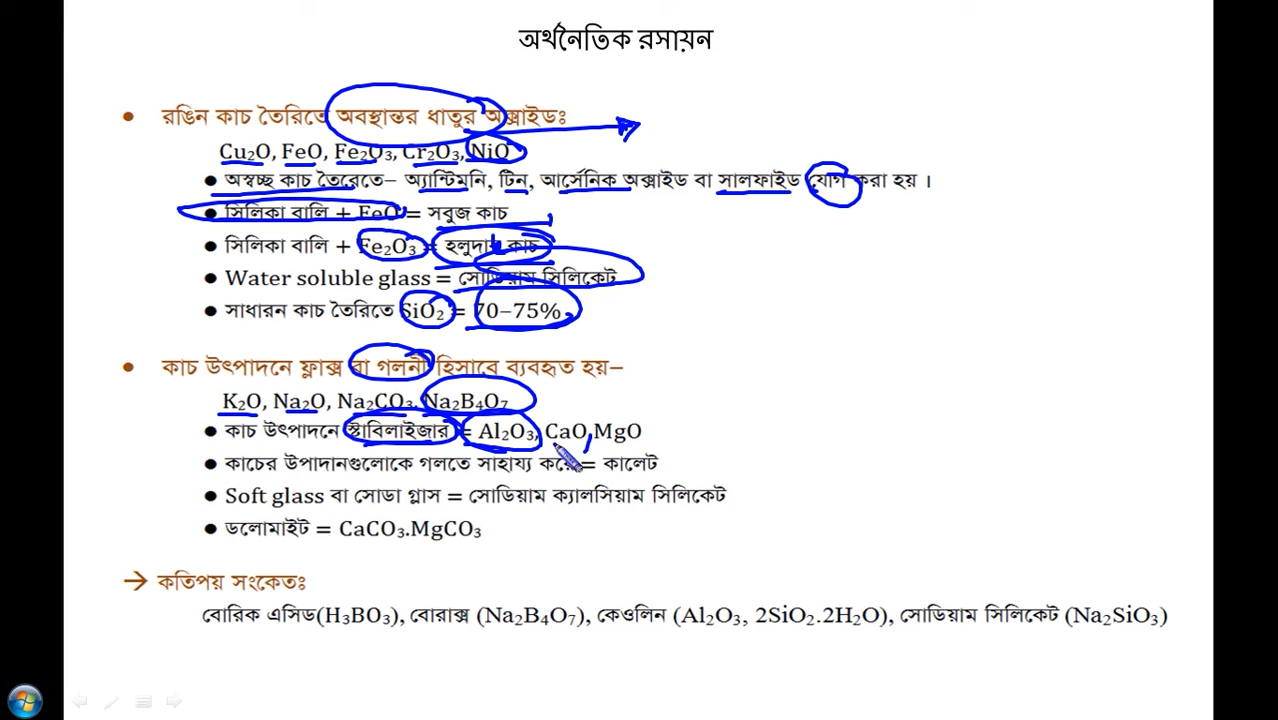 অর্থনৈতিক রসায়ন
• রঙিন কাচ তৈরিতে অবস্থান্তর ধাতুর অক্সাইডঃ
Cu₂O, FeO, Fe₂O₃, Cr₂O₃, NiO
• অস্বচ্ছ কাচ তৈরেতে– অ্যান্টিমনি, টিন, আর্সেনিক অক্সাইড বা সালফাইড যোগ করা হয় ।
• সিলিকা বালি + FeO = সবুজ কাচ
• সিলিকা বালি + Fe₂O₃ = হলুদাভ কাচ
• Water soluble glass = সোডিয়াম সিলিকেট
• সাধারন কাচ তৈরিতে SiO₂ = 70–75%
• কাচ উৎপাদনে ফ্লাক্স বা গলনী হিসাবে ব্যবহৃত হয়–
K₂O, Na₂O, Na₂CO₃, Na₂B₄O₇
• কাচ উৎপাদনে স্টাবিলাইজার = Al₂O₃, CaO,MgO
• কাচের উপাদানগুলোকে গলতে সাহায্য করে = কালেট
• Soft glass বা সোডা গ্লাস = সোডিয়াম ক্যালসিয়াম সিলিকেট
• ডলোমাইট = CaCO₃.MgCO₃
→ কতিপয় সংকেতঃ
বোরিক এসিড(H₃B0₃), বোরাক্স (Na₂B₄O₇), কেওলিন (Al₂O₃, 2SiO₂.2H₂O), সোডিয়াম সিলিকেট (Na₂SiO₃)